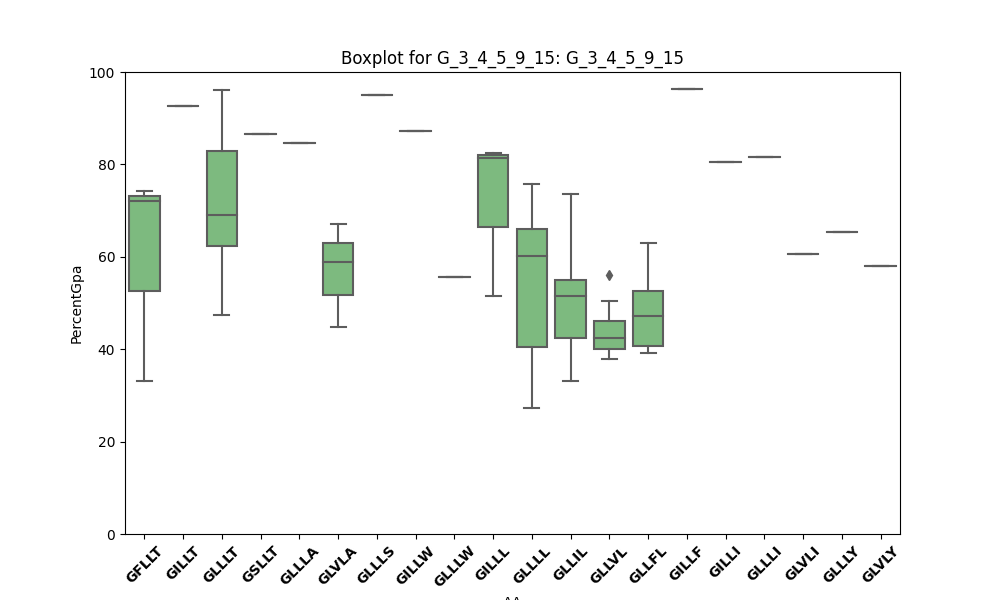 Boxplot for G_3_4_5_9_15: G_3_4_5_9_15
PercentGpa
100
80
60
40
20
0
GFLLT
GILLT
GLLLT
GSLLT
GLLLA
GLVLA
GLLLS
GILLW
GLLLW
GILLL
GLLLL
GLLIL
GLLVL
GLLFL
GILLF
GILLI
GLLLI
GLVLI
GLLLY
GLVLY
AA